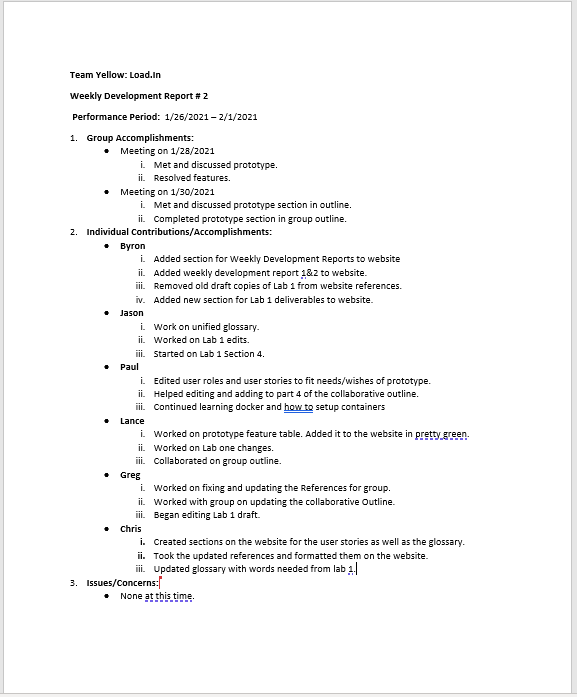 Team Yellow: Load.In
Weekly Development Report # 2
Performance Period: 1/26/2021 – 2/1/2021
1. Group Accomplishments:
• Meeting on 1/28/2021
i. Met and discussed prototype.
ii. Resolved features.
• Meeting on 1/30/2021
i. Met and discussed prototype section in outline.
ii. Completed prototype section in group outline.
2. Individual Contributions/Accomplishments:
• Byron
i. Added section for Weekly Development Reports to website
ii. Added weekly development report 1&2 to website.
iii. Removed old draft copies of Lab 1 from website references.
iv. Added new section for Lab 1 deliverables to website.
• Jason
i. Work on unified glossary.
ii. Worked on Lab 1 edits.
iii. Started on Lab 1 Section 4.
• Paul
i. Edited user roles and user stories to fit needs/wishes of prototype.
ii. Helped editing and adding to part 4 of the collaborative outline.
iii. Continued learning docker and how to setup containers
• Lance
i. Worked on prototype feature table. Added it to the website in pretty green.
ii. Worked on Lab one changes.
iii. Collaborated on group outline.
• Greg
i. Worked on fixing and updating the References for group.
ii. Worked with group on updating the collaborative Outline.
iii. Began editing Lab 1 draft.
• Chris
i. Created sections on the website for the user stories as well as the glossary.
ii. Took the updated references and formatted them on the website.
iii. Updated glossary with words needed from lab 1.
3. Issues/Concerns:
• None at this time.